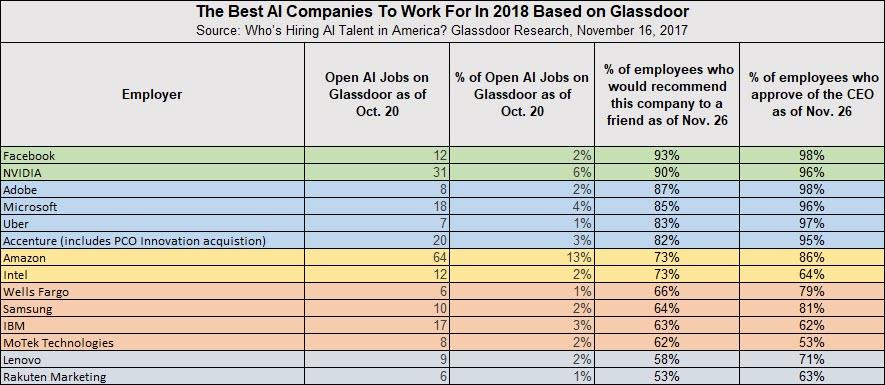 The Best AI Companies To Work For In 2018 Based on Glassdoor
Source: Who's Hiring AI Talent in America? Glassdoor Research, November 16, 2017
Employer
Open AI Jobs on
Glassdoor as of
Oct. 20
% of Open AI Jobs on
Glassdoor as of
Oct. 20
% of employees who
would recommend
this company to a
friend as of Nov. 26
% of employees who
approve of the CEO
as of Nov. 26
Facebook 12 2% 93% 98%
NVIDIA 31 6% 90% 96%
Adobe 8 2% 87% 98%
Microsoft 18 4% 85% 96%
Uber 7 1% 83% 97%
Accenture (includes PCO Innovation acquistion) 20 3% 82% 95%
Amazon 64 13% 73% 86%
Intel 12 2% 73% 64%
Wells Fargo 6 1% 66% 79%
Samsung 10 2% 64% 81%
IBM 17 3% 63% 62%
MoTek Technologies 8 2% 62% 53%
Lenovo 9 2% 58% 71%
Rakuten Marketing 6 1% 53% 63%